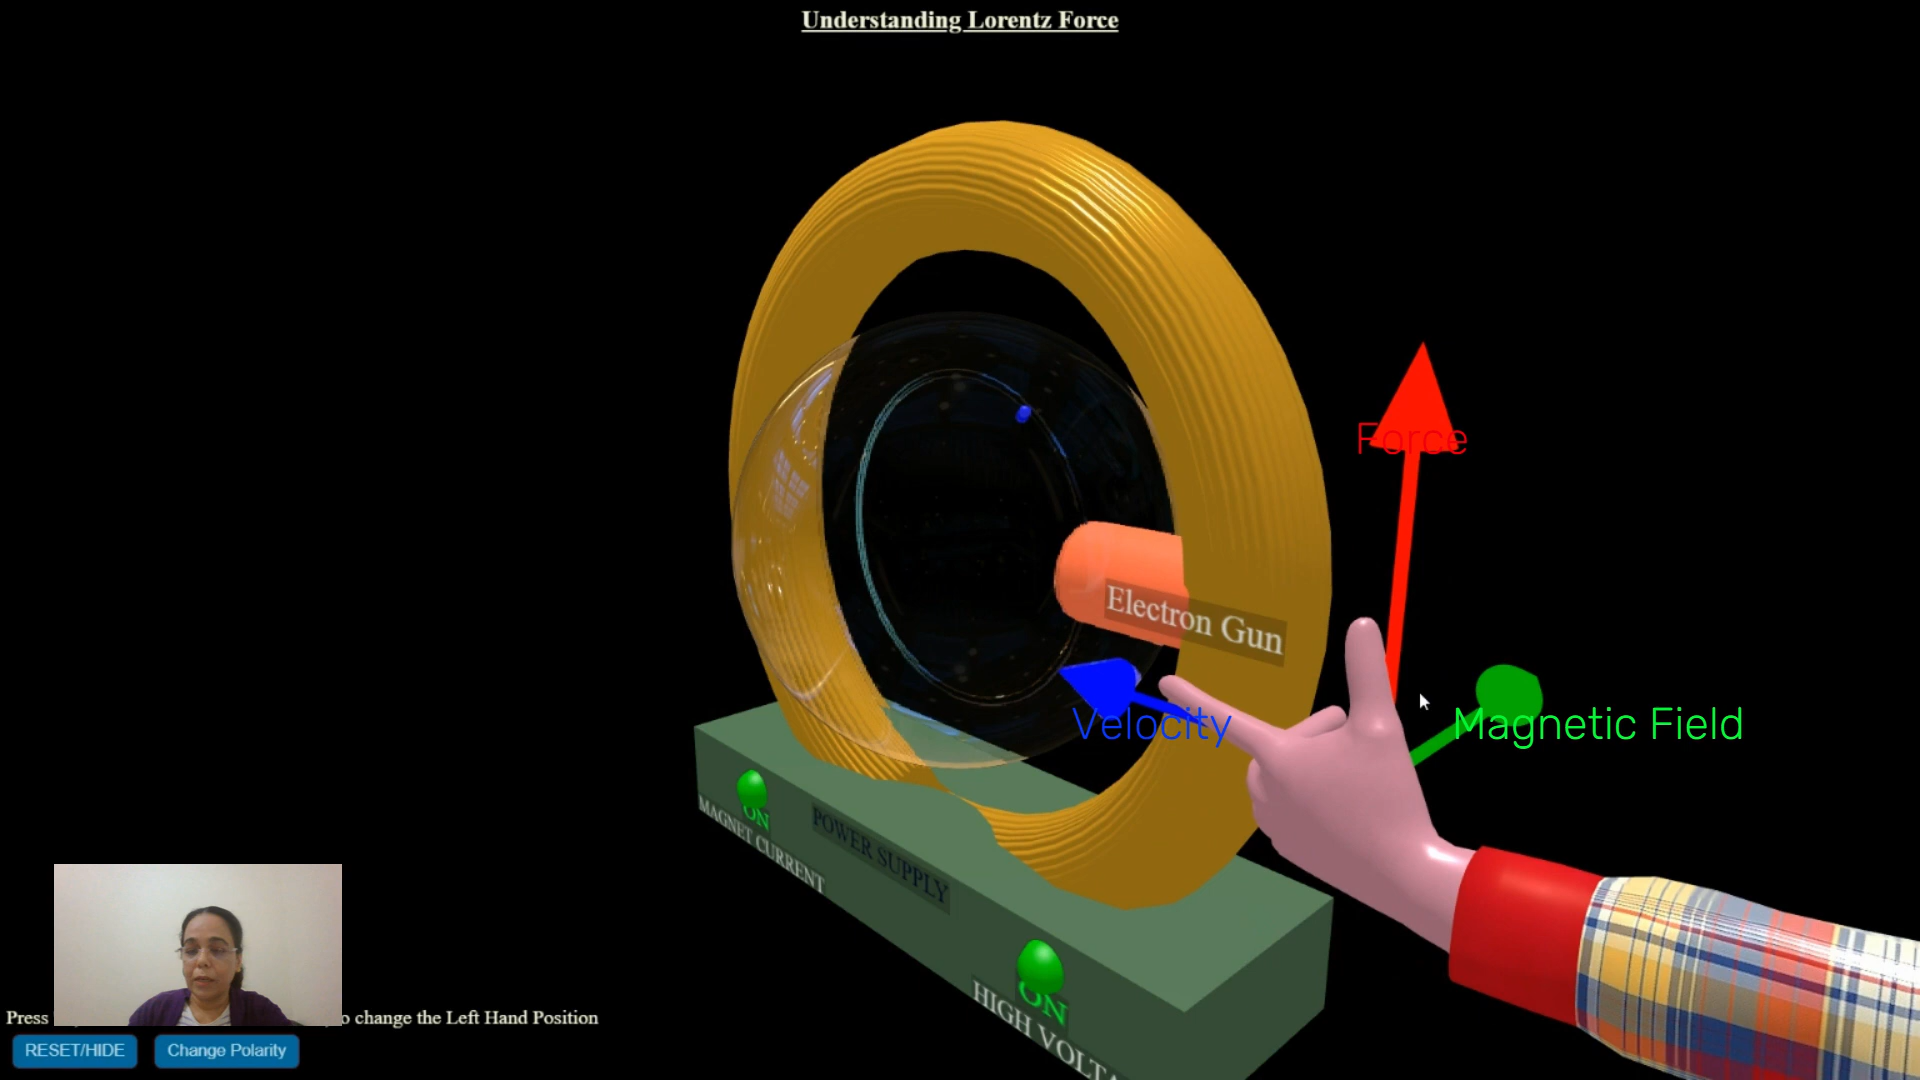 Understanding Lorentz Force
Force
Electron Gun
Velocity
Magnetic Field
ON
MAGNET CURRENT
POWER SUPPLY
ON
HIGH
Press
to change the Left Hand Position
RESET/HIDE
Change Polarity